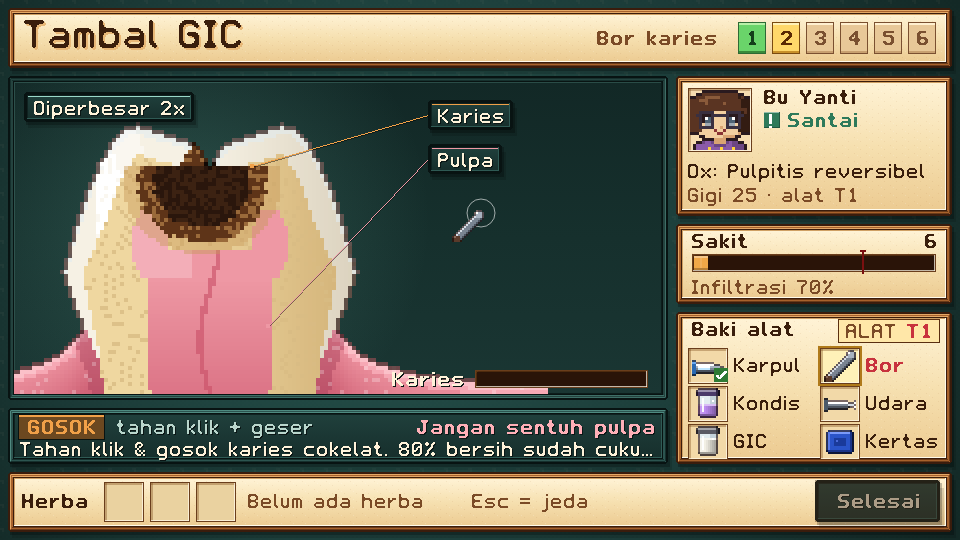 Tambal GIC
Bor karies
1 2 3 4 5 6
Diperbesar 2x
Karies
Pulpa
Karies
GOSOK tahan klik + geser Jangan sentuh pulpa
Tahan klik & gosok karies cokelat. 80% bersih sudah cuku…
Bu Yanti
Santai
Dx: Pulpitis reversibel
Gigi 25 · alat T1
Sakit 6
Infiltrasi 70%
Baki alat ALAT T1
Karpul Bor
Kondis Udara
GIC Kertas
Herba Belum ada herba Esc = jeda Selesai